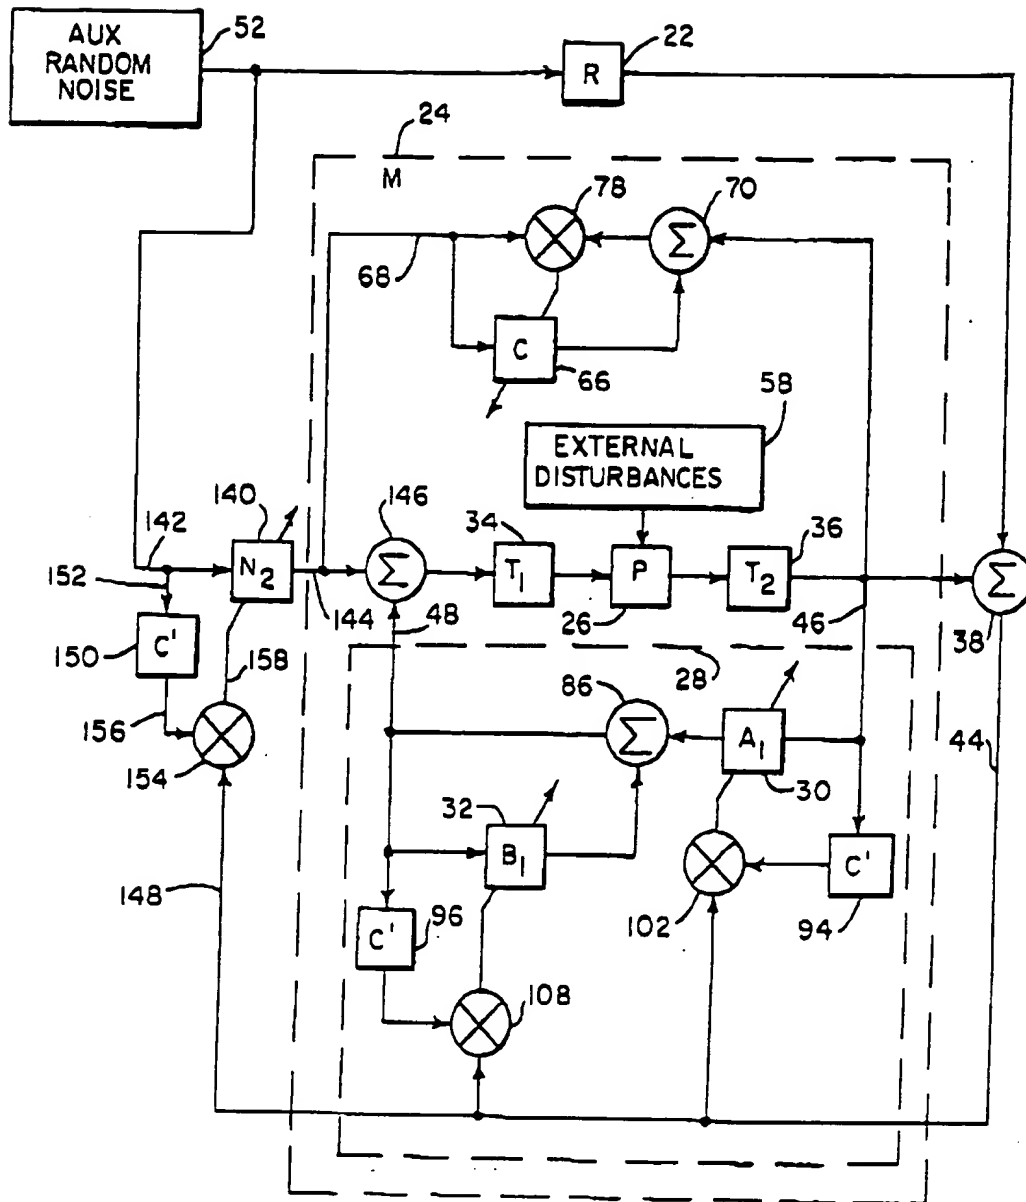 AUX
RANDOM
NOISE
52
22
R
24
M
78
70
Σ
68
C
66
58
EXTERNAL
DISTURBANCES
140
146
34
36
142
152
N2
Σ
T1
P
T2
Σ
144
48
26
46
38
150
C'
158
28
86
156
154
Σ
A1
30
44
32
B1
148
C'
96
102
C'
94
108